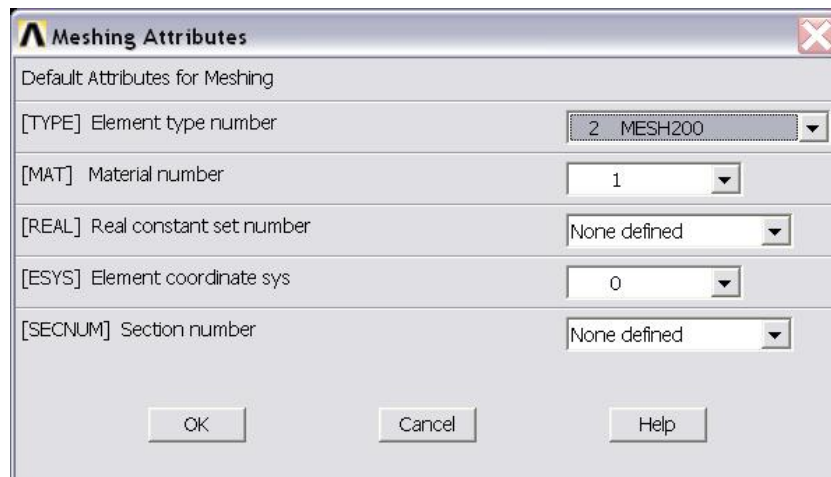 Meshing Attributes
Default Attributes for Meshing
[TYPE] Element type number 2 MESH200
[MAT] Material number 1
[REAL] Real constant set number None defined
[ESYS] Element coordinate sys 0
[SECNUM] Section number None defined
OK Cancel Help